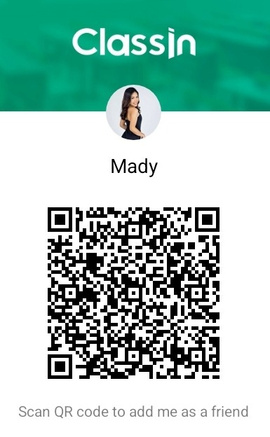 ClassIn
Mady
Scan QR code to add me as a friend